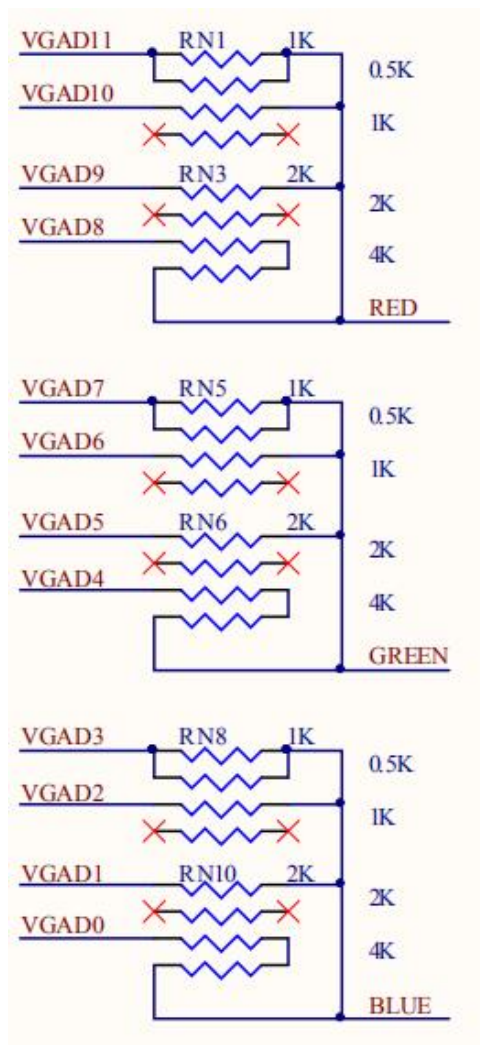 VGAD11 RN1 1K
0.5K
VGAD10
1K
VGAD9 RN3 2K
2K
VGAD8
4K
RED
VGAD7 RN5 1K
0.5K
VGAD6
1K
VGAD5 RN6 2K
2K
VGAD4
4K
GREEN
VGAD3 RN8 1K
0.5K
VGAD2
1K
VGAD1 RN10 2K
2K
VGAD0
4K
BLUE